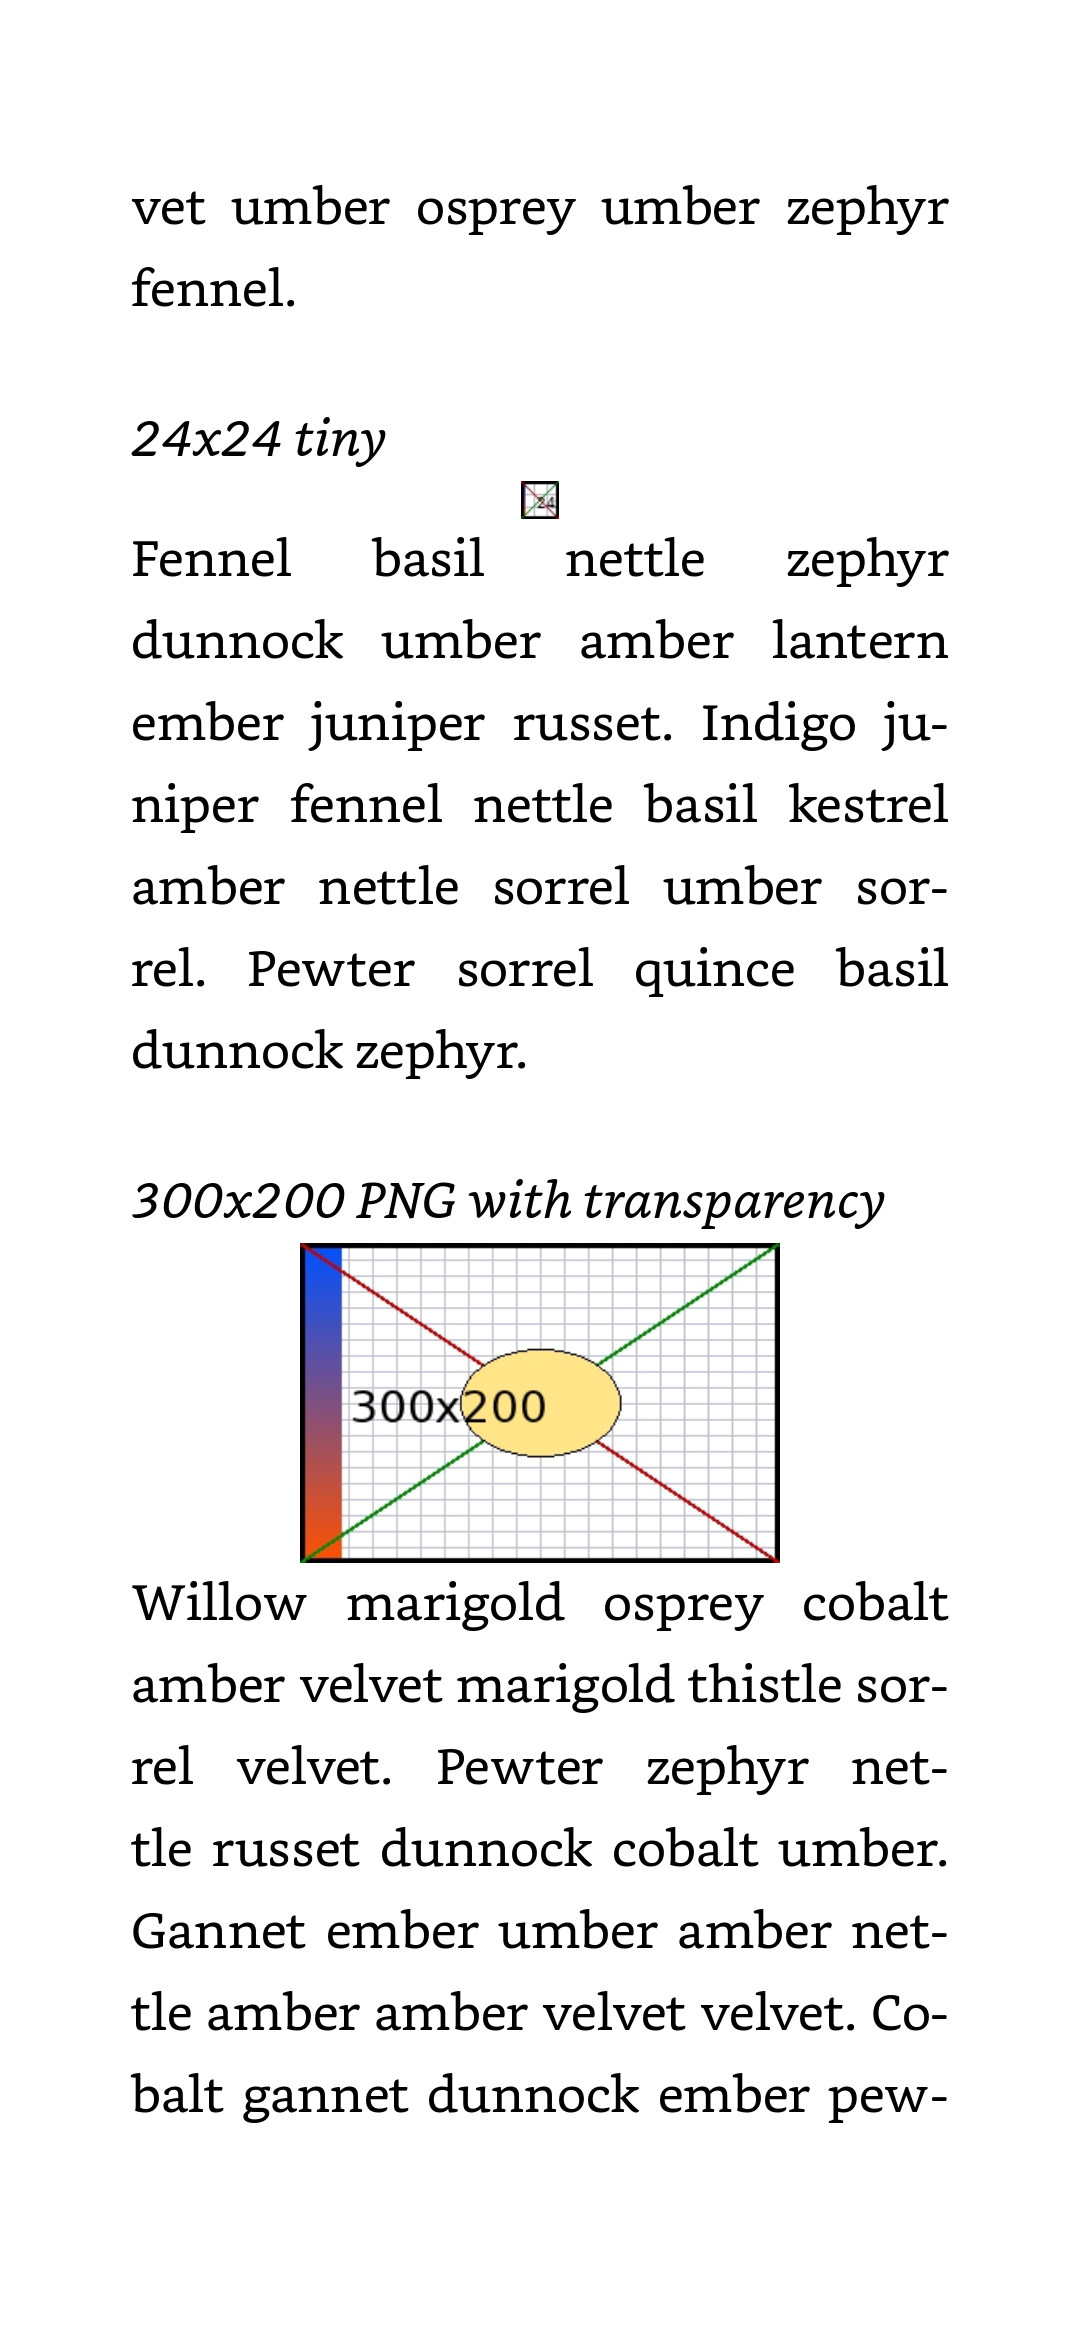 vet umber osprey umber zephyr
fennel.
24x24 tiny
24
Fennel basil nettle zephyr
dunnock umber amber lantern
ember juniper russet. Indigo ju-
niper fennel nettle basil kestrel
amber nettle sorrel umber sor-
rel. Pewter sorrel quince basil
dunnock zephyr.
300x200 PNG with transparency
300x200
Willow marigold osprey cobalt
amber velvet marigold thistle sor-
rel velvet. Pewter zephyr net-
tle russet dunnock cobalt umber.
Gannet ember umber amber net-
tle amber amber velvet velvet. Co-
balt gannet dunnock ember pew-